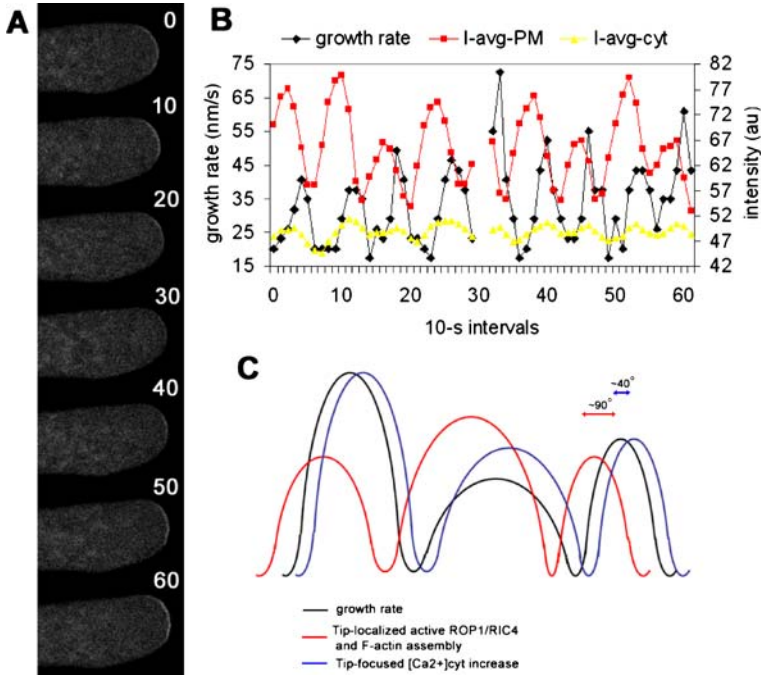 A
0
10
20
30
40
50
60
B
growth rate I-avg-PM I-avg-cyt
growth rate (nm/s)
75
65
55
45
35
25
15
82
77
72
67
62
57
52
47
42
intensity (au)
0 10 20 30 40 50 60
10-s intervals
C
~40°
~90°
growth rate
Tip-localized active ROP1/RIC4
and F-actin assembly
Tip-focused [Ca2+]cyt increase